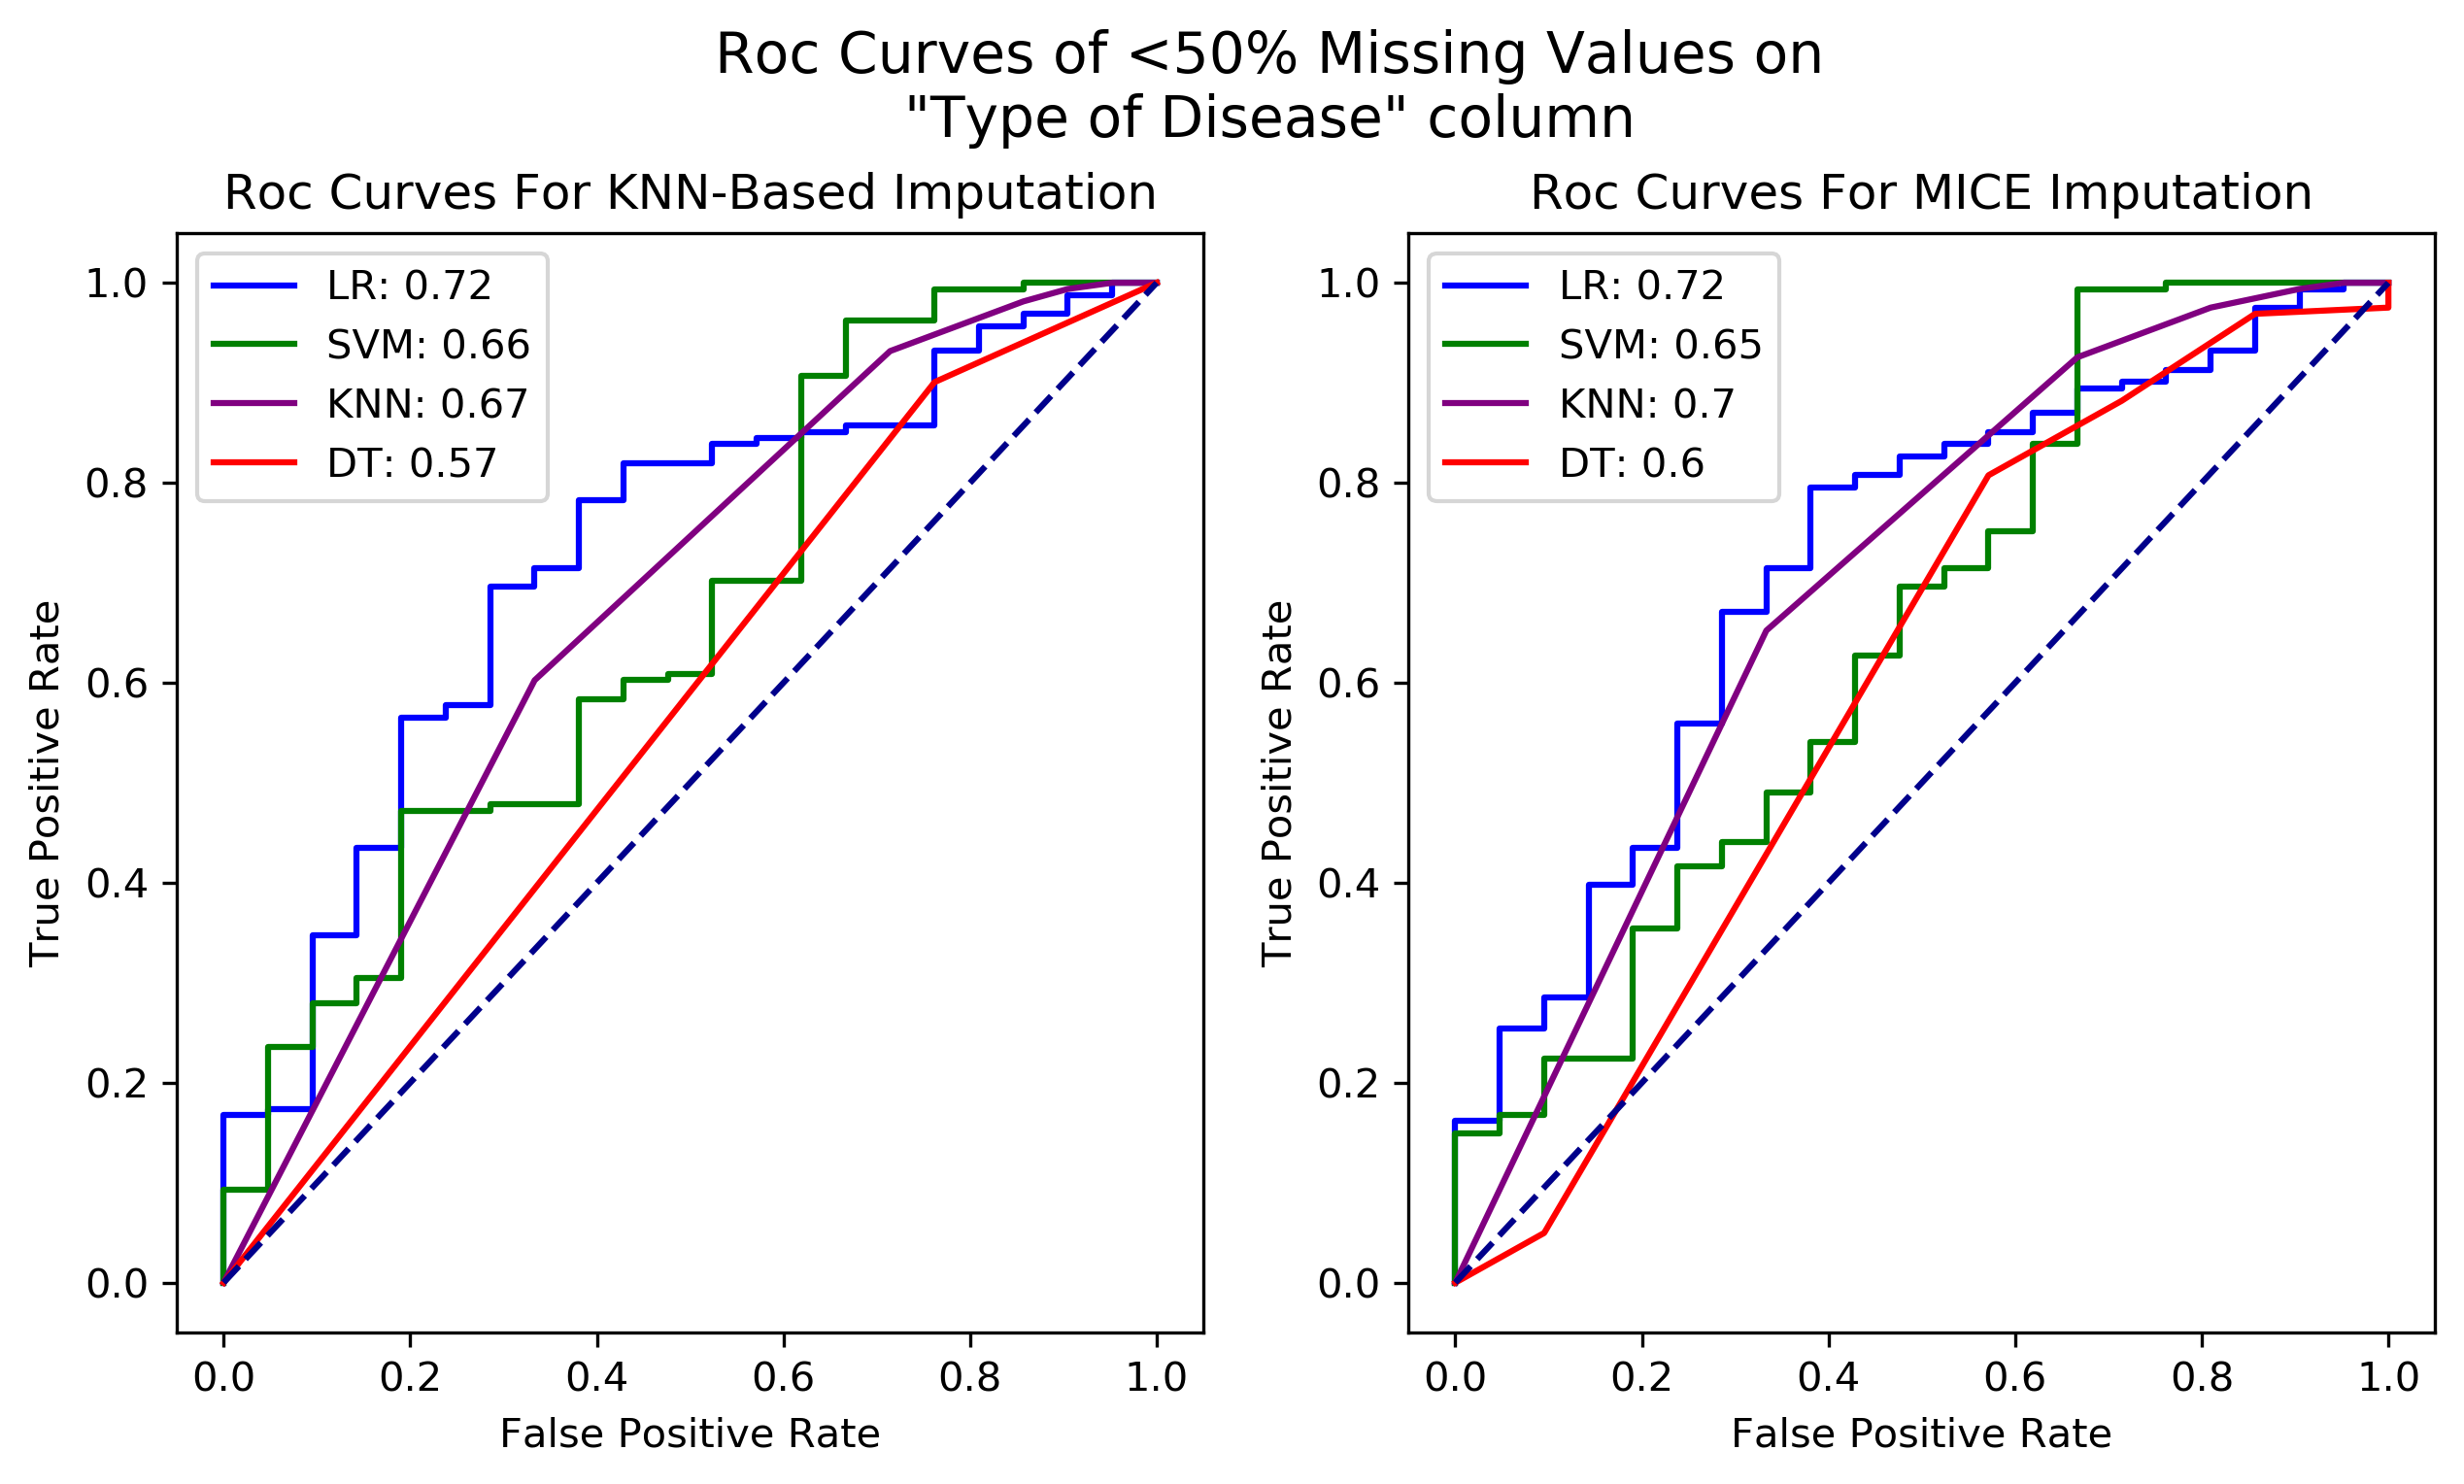 Roc Curves of <50% Missing Values on
"Type of Disease" column
Roc Curves For KNN-Based Imputation
LR: 0.72
SVM: 0.66
KNN: 0.67
DT: 0.57
1.0
0.8
0.6
0.4
0.2
0.0
True Positive Rate
0.0 0.2 0.4 0.6 0.8 1.0
False Positive Rate
Roc Curves For MICE Imputation
LR: 0.72
SVM: 0.65
KNN: 0.7
DT: 0.6
1.0
0.8
0.6
0.4
0.2
0.0
True Positive Rate
0.0 0.2 0.4 0.6 0.8 1.0
False Positive Rate